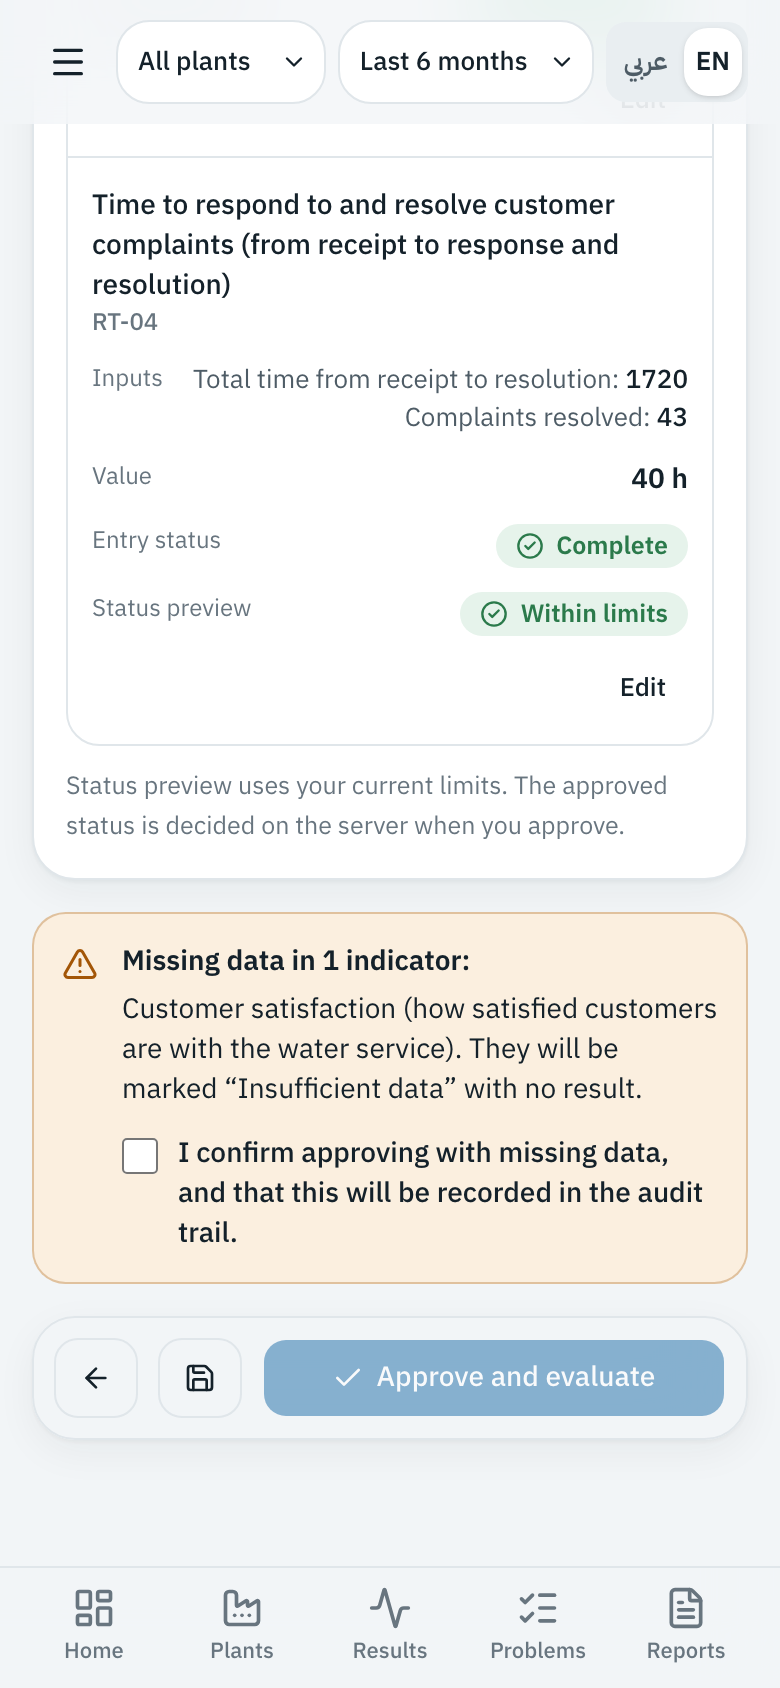 All plants
Last 6 months
عربي
EN
Edit
Time to respond to and resolve customer
complaints (from receipt to response and
resolution)
RT-04
Inputs
Total time from receipt to resolution: 1720
Complaints resolved: 43
Value
40 h
Entry status
Complete
Status preview
Within limits
Edit
Status preview uses your current limits. The approved
status is decided on the server when you approve.
Missing data in 1 indicator:
Customer satisfaction (how satisfied customers
are with the water service). They will be
marked “Insufficient data” with no result.
I confirm approving with missing data,
and that this will be recorded in the audit
trail.
Approve and evaluate
Home
Plants
Results
Problems
Reports